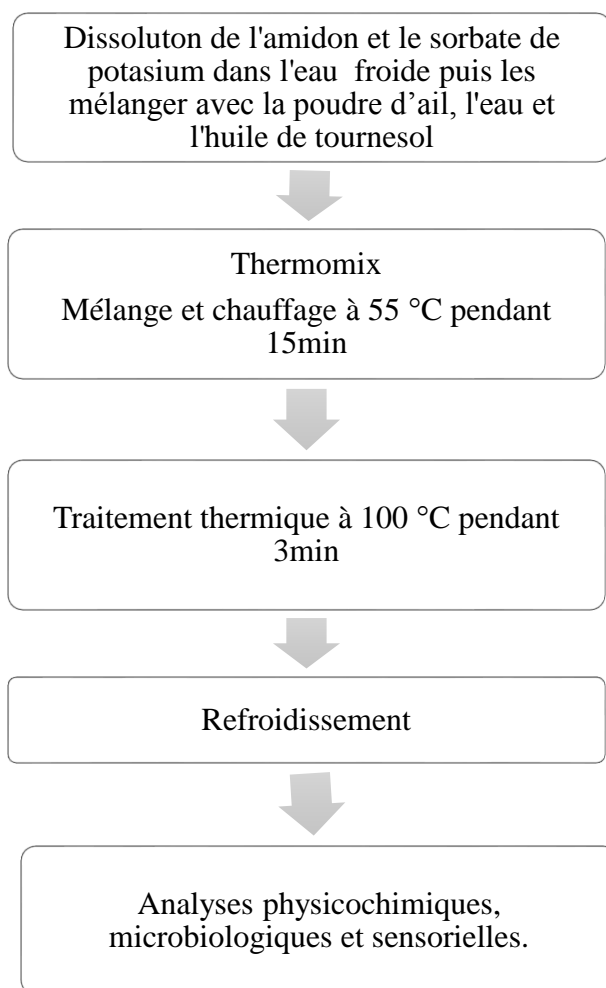 Dissoluton de l'amidon et le sorbate de
potasium dans l'eau  froide puis les
mélanger avec la poudre d’ail, l'eau et
l'huile de tournesol
Thermomix
Mélange et chauffage à 55 °C pendant
15min
Traitement thermique à 100 °C pendant
3min
Refroidissement
Analyses physicochimiques,
microbiologiques et sensorielles.